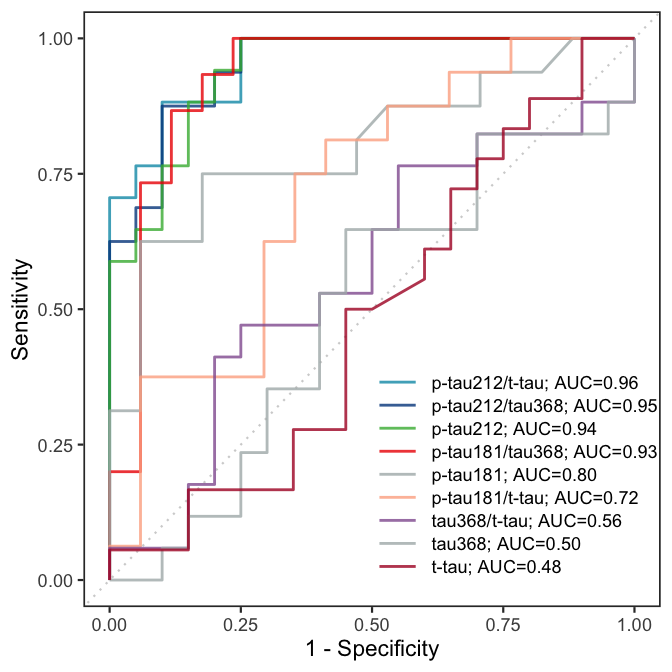 1.00
0.75
0.50
0.25
0.00
Sensitivity
p-tau212/t-tau; AUC=0.96
p-tau212/tau368; AUC=0.95
p-tau212; AUC=0.94
p-tau181/tau368; AUC=0.93
p-tau181; AUC=0.80
p-tau181/t-tau; AUC=0.72
tau368/t-tau; AUC=0.56
tau368; AUC=0.50
t-tau; AUC=0.48
0.00 0.25 0.50 0.75 1.00
1 - Specificity